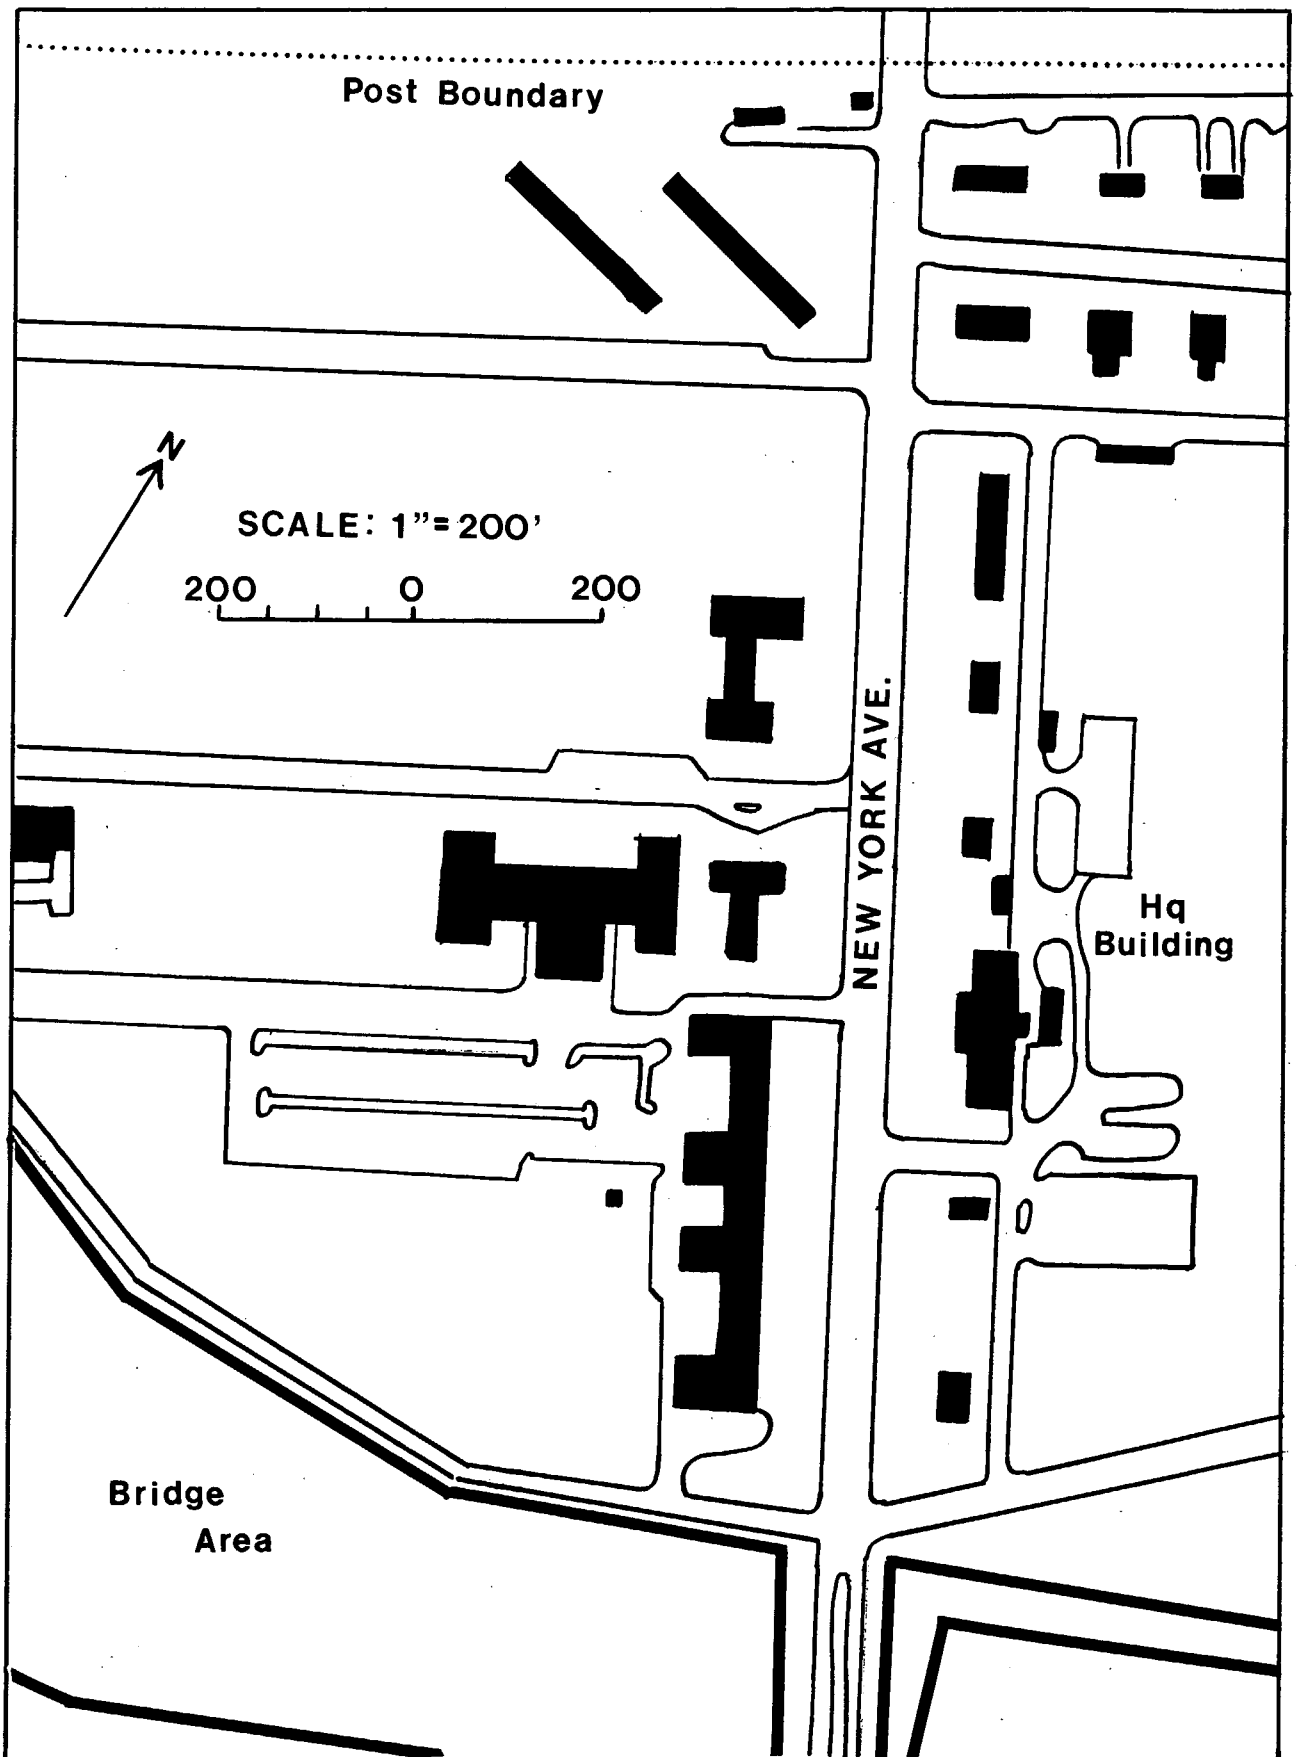 Post Boundary
N
SCALE: 1”=200'
200 0 200
NEW YORK AVE.
Hq
Building
Bridge
Area